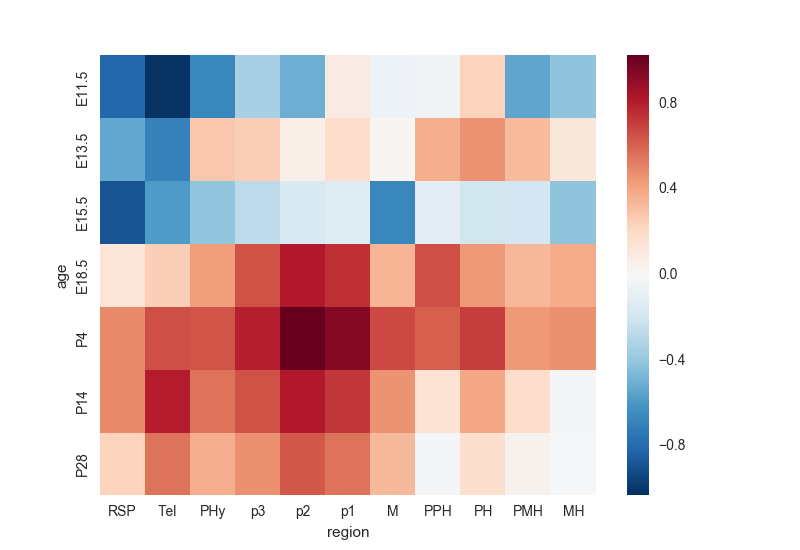 E11.5
E13.5
E15.5
E18.5
P4
P14
P28
age
RSP Tel PHy p3 p2 p1 M PPH PH PMH MH
region
0.8
0.4
0.0
−0.4
−0.8